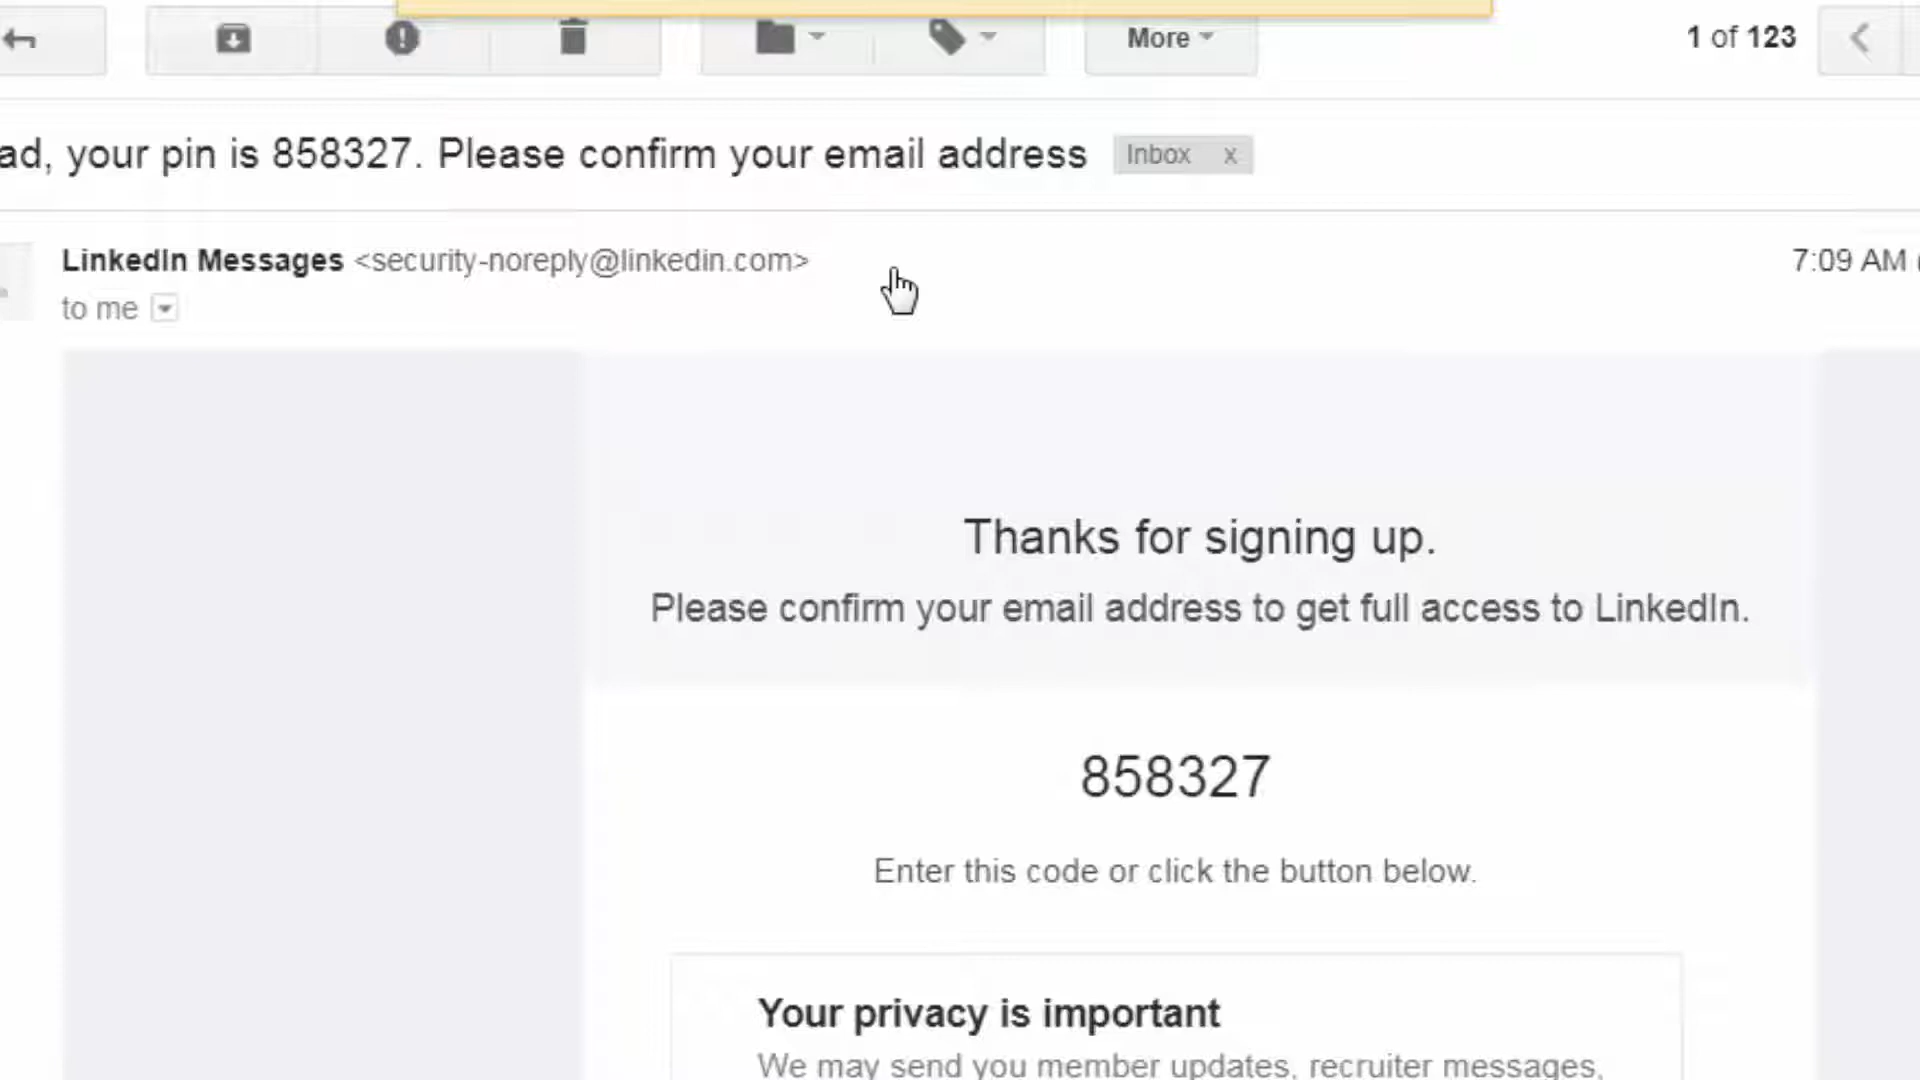 More
1 of 123
ad, your pin is 858327. Please confirm your email address Inbox x
LinkedIn Messages <security-noreply@linkedin.com>
7:09 AM
to me
Thanks for signing up.
Please confirm your email address to get full access to LinkedIn.
858327
Enter this code or click the button below.
Your privacy is important
We may send you member updates, recruiter messages,